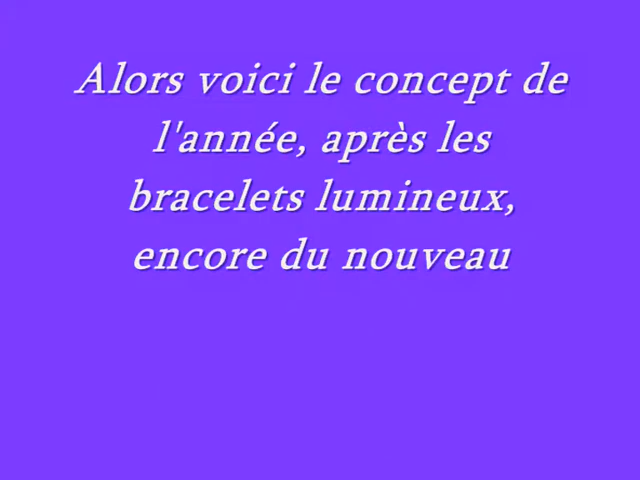 Alors voici le concept de
l'année, après les
bracelets lumineux,
encore du nouveau